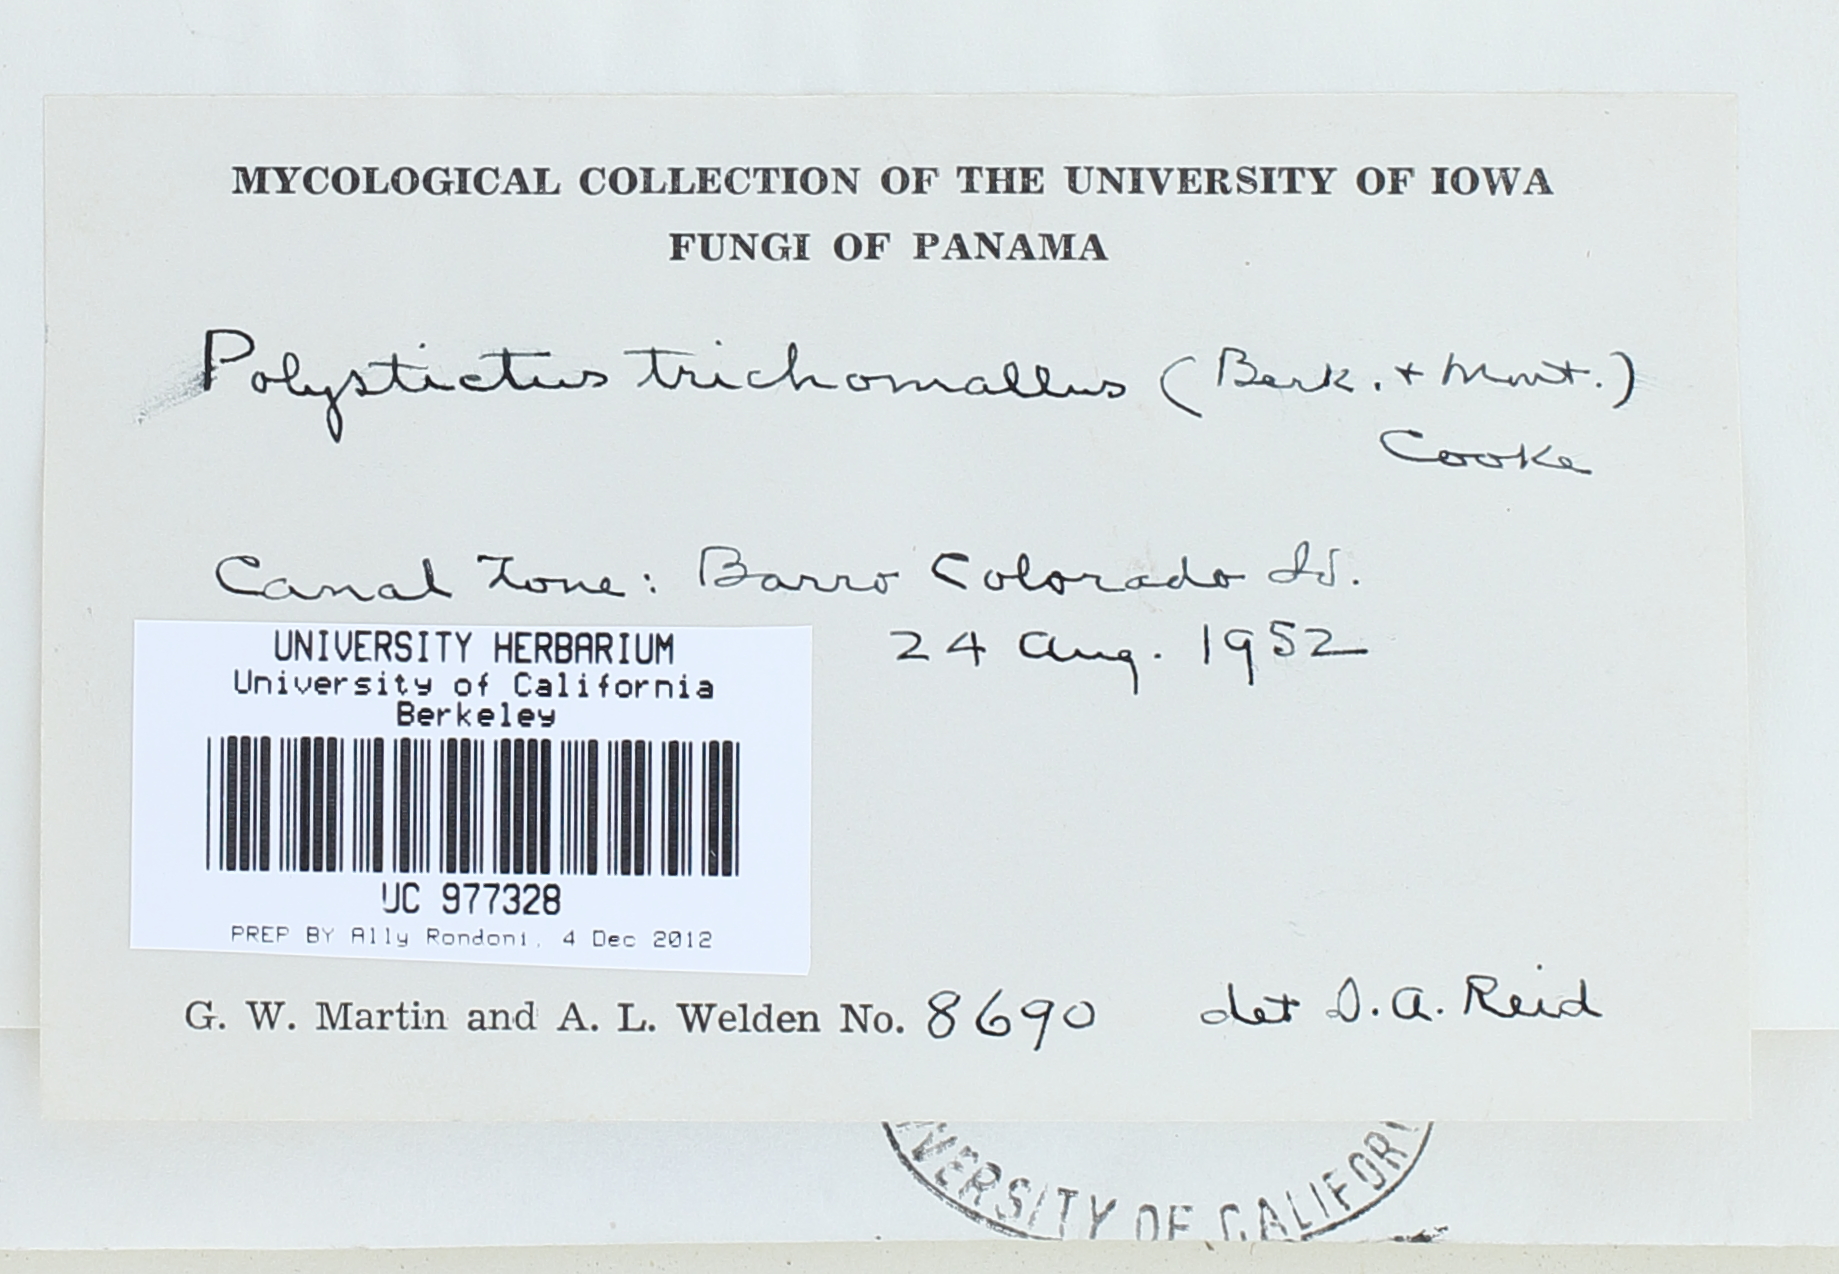 MYCOLOGICAL COLLECTION OF THE UNIVERSITY OF IOWA
FUNGI OF PANAMA
Polystictus trichomallus (Berk. + Mont.)
Cooke
Canal Zone: Barro Colorado Id.
24 Aug. 1952
UNIVERSITY HERBARIUM
University of California
Berkeley
UC 977328
PREP BY Ally Rondoni, 4 Dec 2012
G. W. Martin and A. L. Welden No. 8690 det D. A. Reid
VERSITY OF CALIFOR